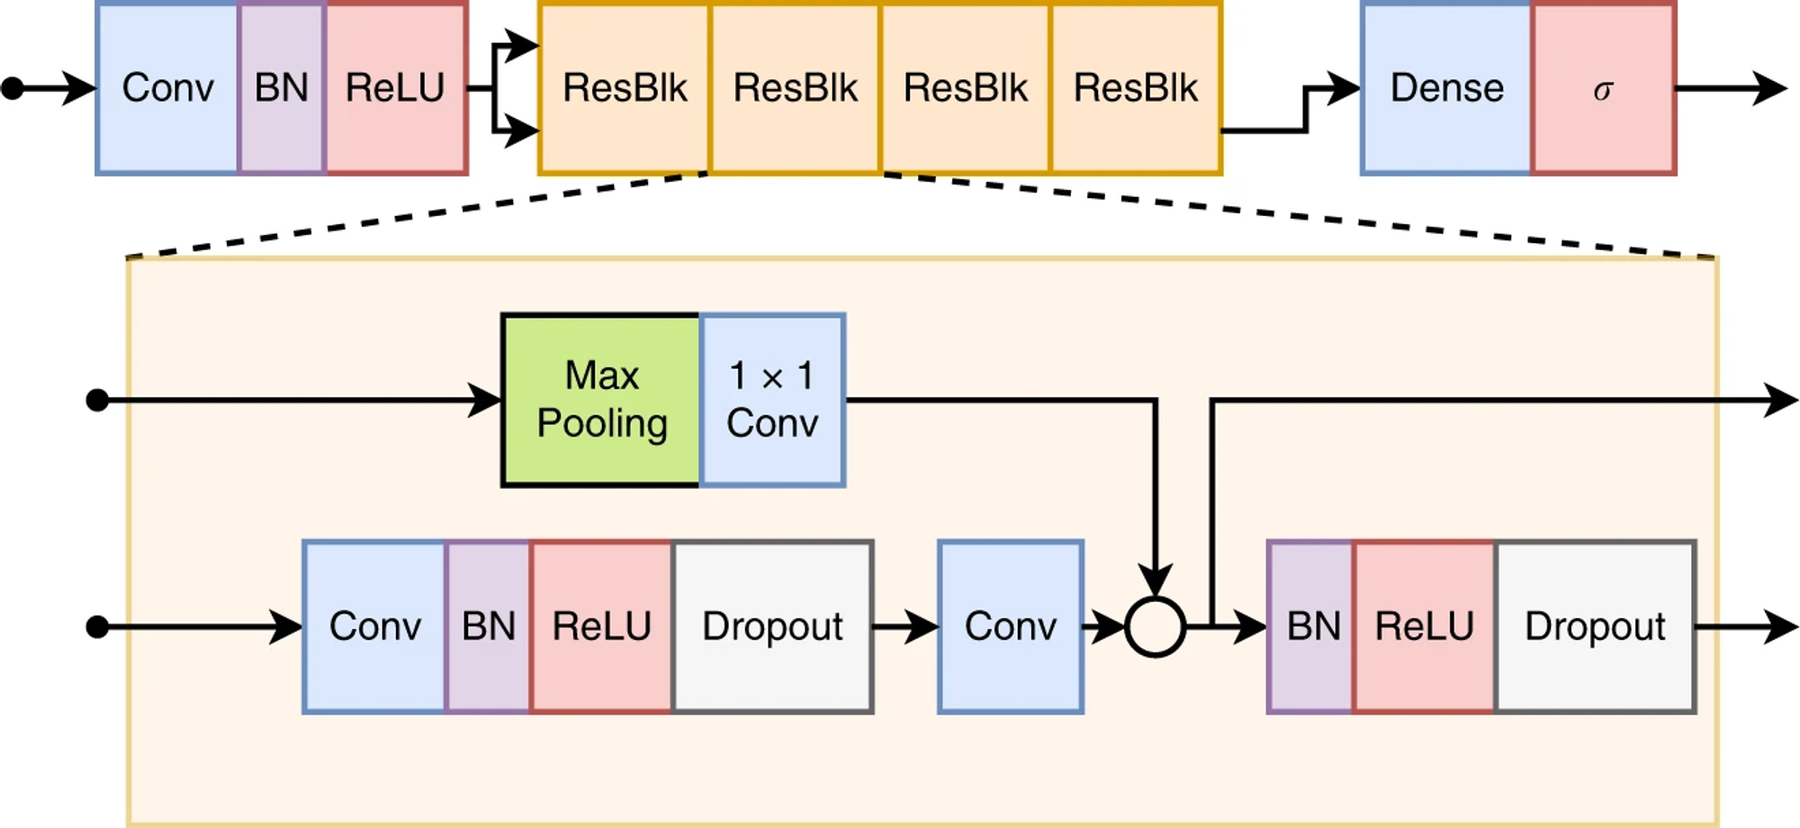 Conv BN ReLU ResBlk ResBlk ResBlk ResBlk Dense σ
Max
Pooling
1 × 1
Conv
Conv BN ReLU Dropout Conv BN ReLU Dropout